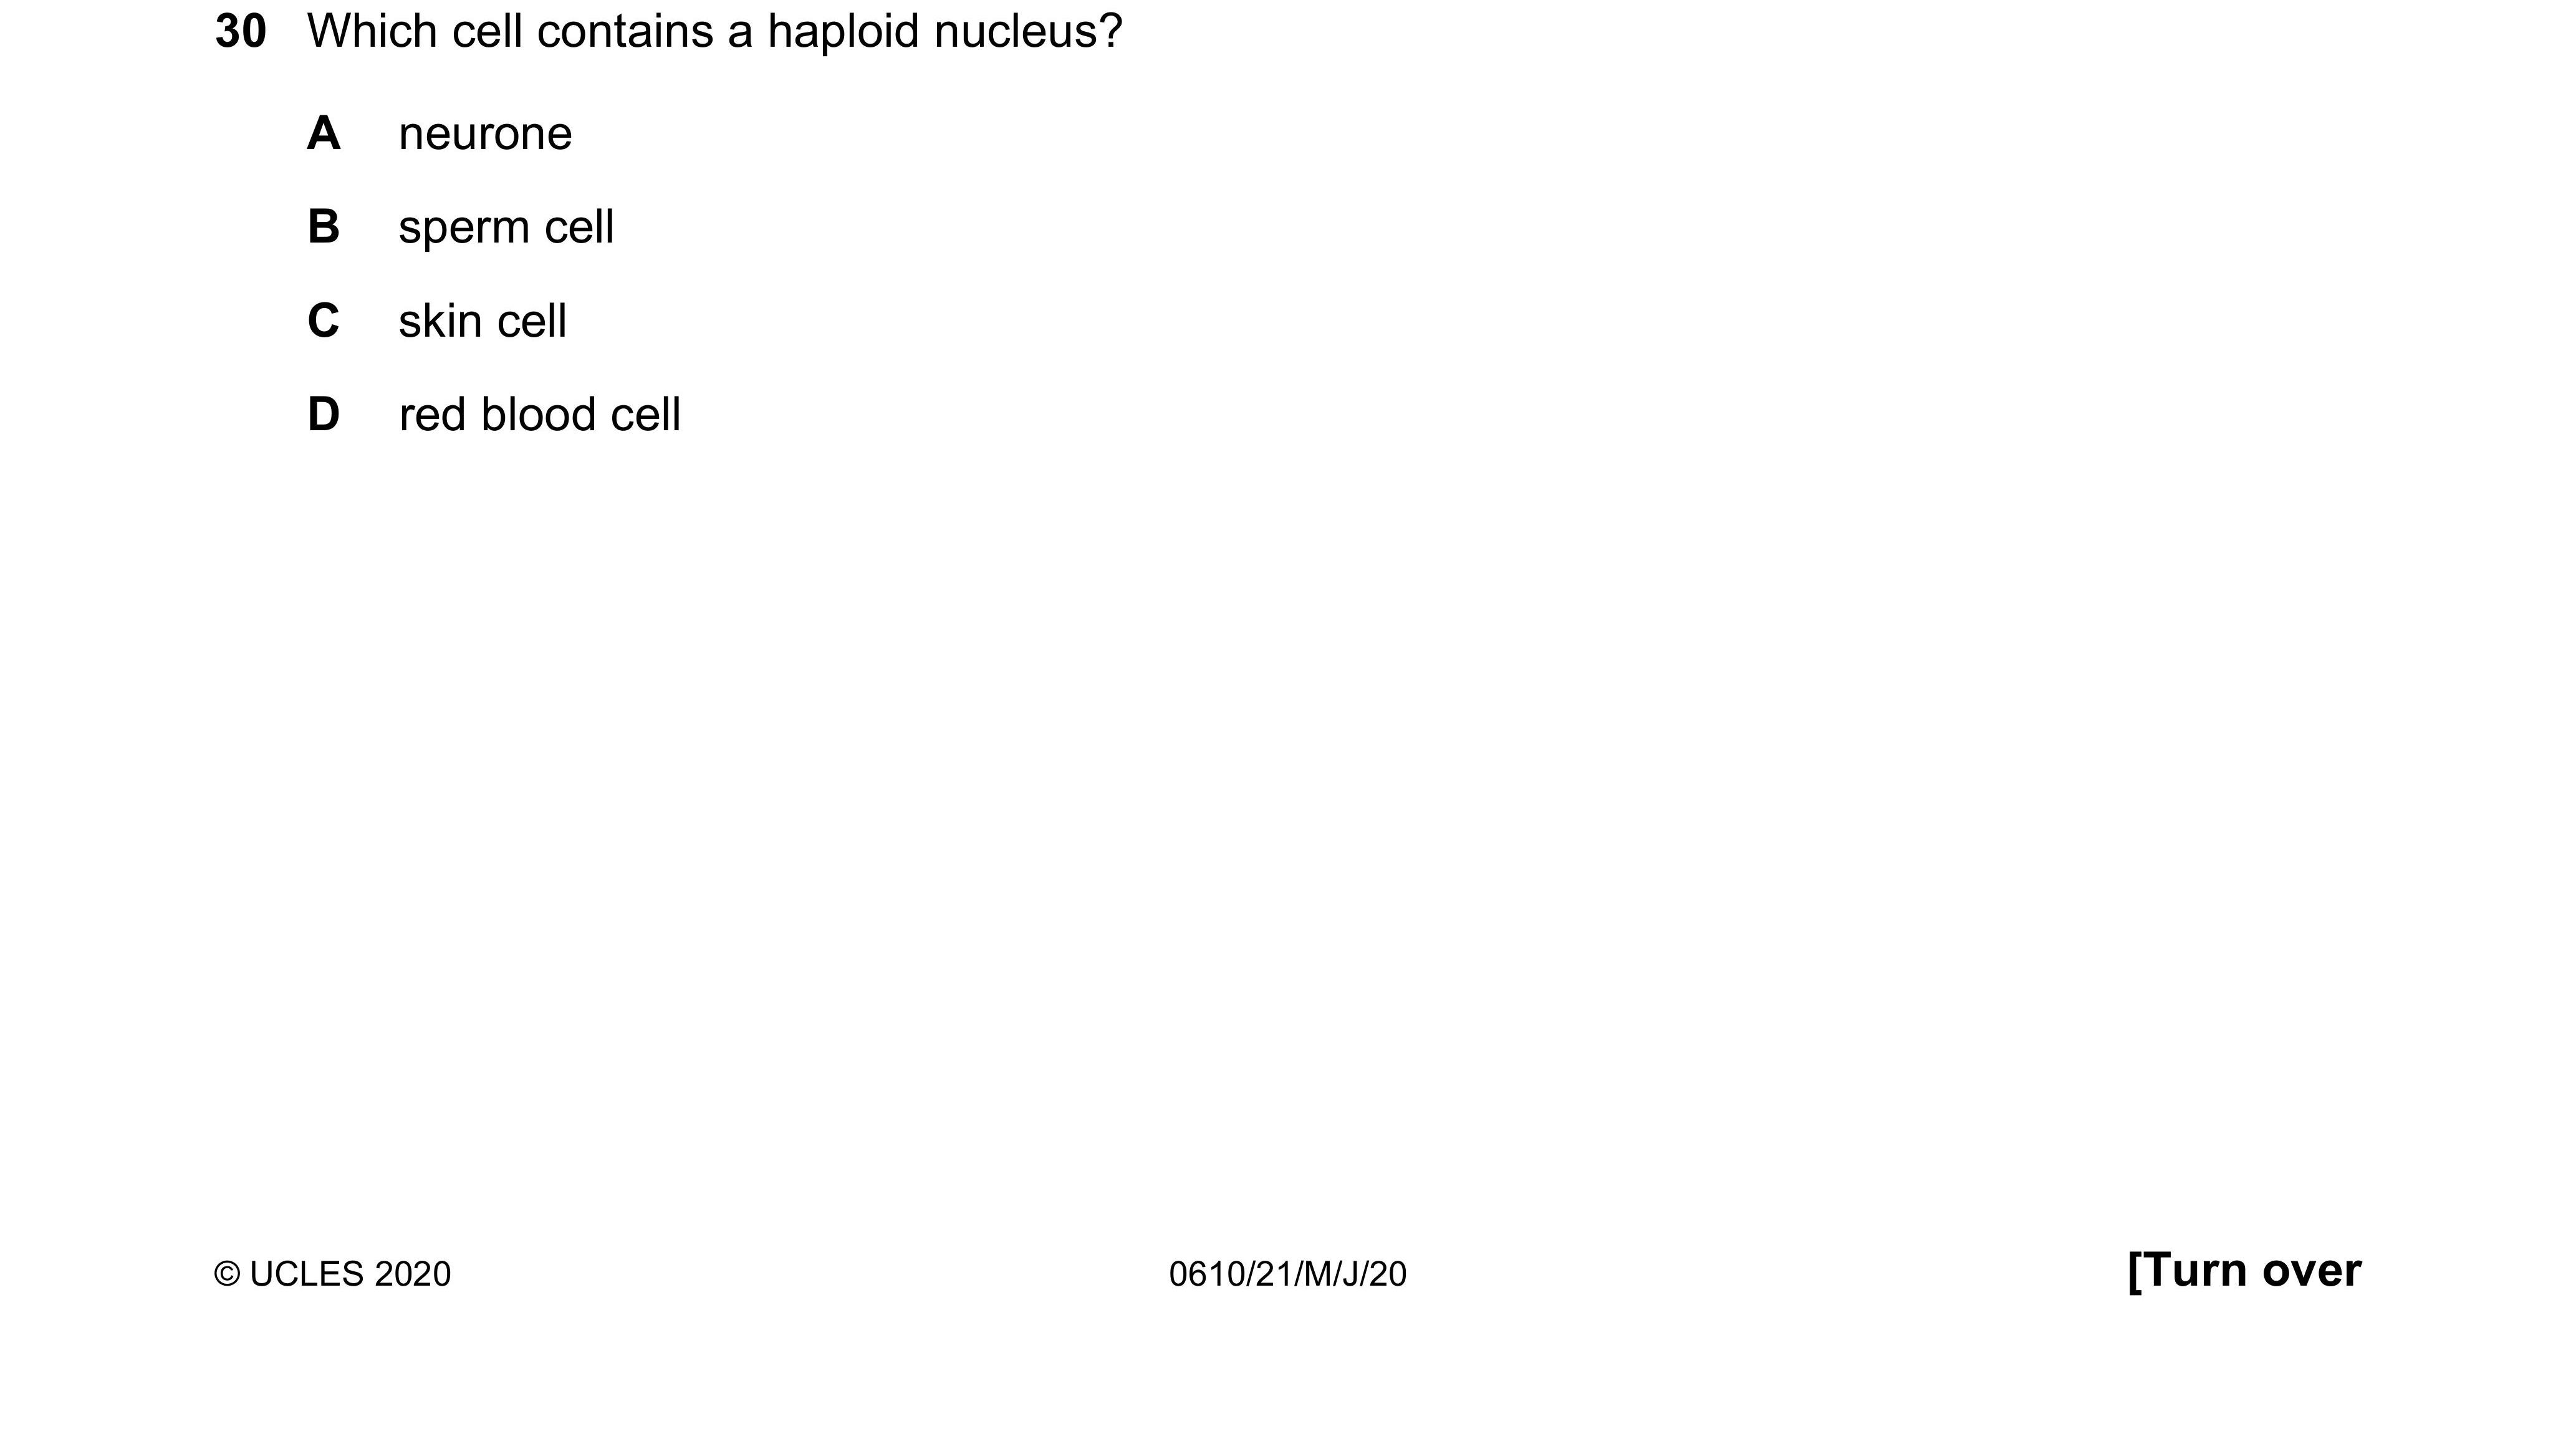 30 Which cell contains a haploid nucleus?
A neurone
B sperm cell
C skin cell
D red blood cell
© UCLES 2020 0610/21/M/J/20 [Turn over